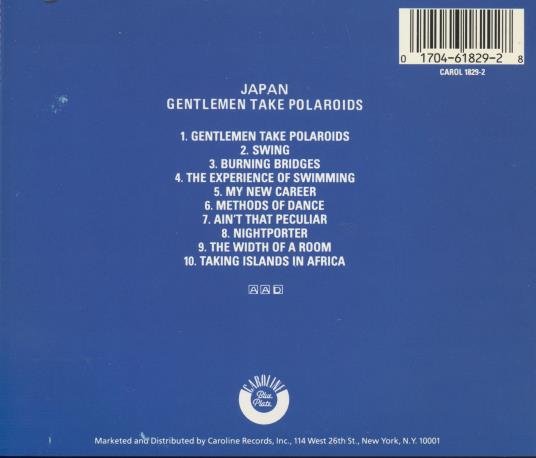 0 1704-61829-2 8
CAROL 1829-2
JAPAN
GENTLEMEN TAKE POLAROIDS
1. GENTLEMEN TAKE POLAROIDS
2. SWING
3. BURNING BRIDGES
4. THE EXPERIENCE OF SWIMMING
5. MY NEW CAREER
6. METHODS OF DANCE
7. AIN'T THAT PECULIAR
8. NIGHTPORTER
9. THE WIDTH OF A ROOM
10. TAKING ISLANDS IN AFRICA
AAD
CAROLINE
Blue
Plate
Marketed and Distributed by Caroline Records, Inc., 114 West 26th St., New York, N.Y. 10001